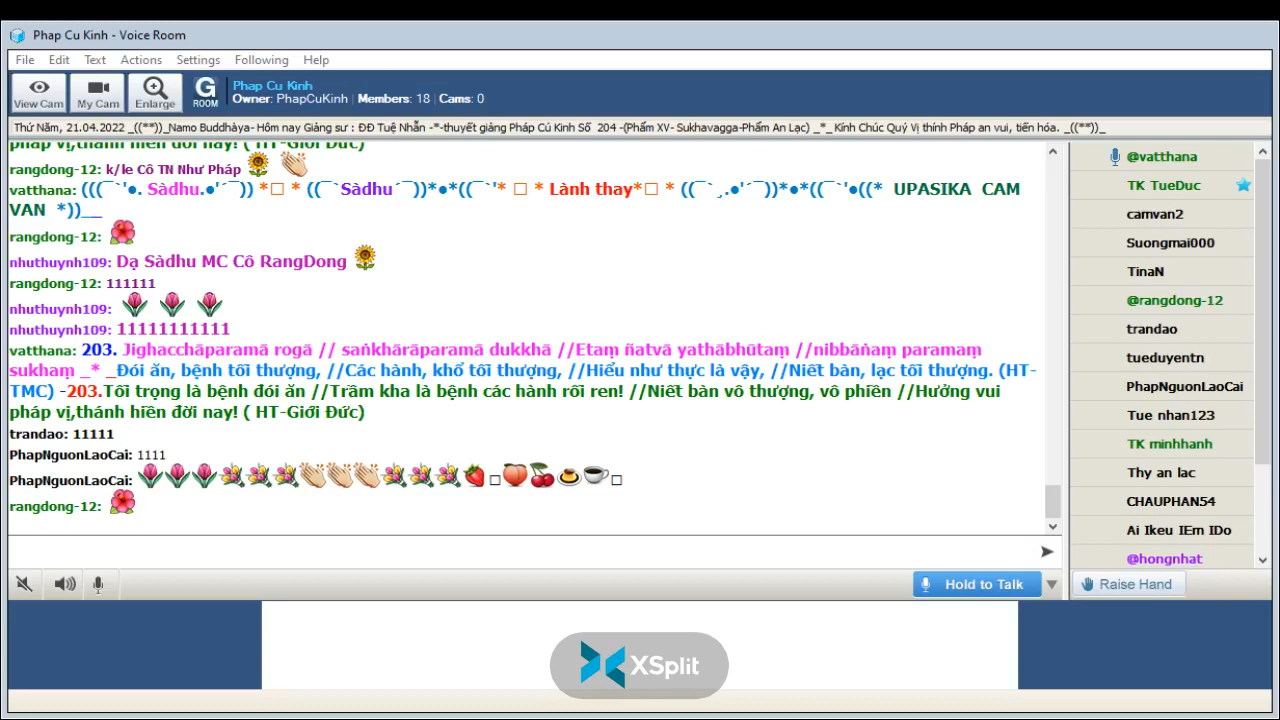 Phap Cu Kinh - Voice Room
File Edit Text Actions Settings Following Help
View Cam My Cam Enlarge G ROOM
Phap Cu Kinh
Owner: PhapCuKinh | Members: 18 | Cams: 0
Thứ Năm, 21.04.2022 _((**))_Namo Buddhàya- Hôm nay Giảng sư : ĐĐ Tuệ Nhẫn -*-thuyết giảng Pháp Cú Kinh Số 204 -(Phẩm XV- Sukhavagga-Phẩm An Lạc) _*_ Kính Chúc Quý Vị thính Pháp an vui, tiến hóa. _((**))_
pháp vị,thánh hiền đời này! ( HT-Giới Đức)
rangdong-12: k/le Cô TN Như Pháp
vatthana: (((¯`'●. Sàdhu.●'´¯)) *□ * ((¯`Sàdhu´¯))*●*((¯`'* □ * Lành thay*□ * ((¯`¸.●'´¯))*●*((¯`'●((* UPASIKA CAM
VAN *))__
rangdong-12:
nhuthuynh109: Dạ Sàdhu MC Cô RangDong
rangdong-12: 111111
nhuthuynh109:
nhuthuynh109: 11111111111
vatthana: 203. Jighacchāparamā rogā // saṅkhārāparamā dukkhā //Etaṃ ñatvā yathābhūtaṃ //nibbāṅaṃ paramaṃ
sukhaṃ _* _Đói ăn, bệnh tối thượng, //Các hành, khổ tối thượng, //Hiểu như thực là vậy, //Niết bàn, lạc tối thượng. (HT-
TMC) -203.Tối trọng là bệnh đói ăn //Trầm kha là bệnh các hành rối ren! //Niết bàn vô thượng, vô phiền //Hưởng vui
pháp vị,thánh hiền đời nay! ( HT-Giới Đức)
trandao: 11111
PhapNguonLaoCai: 1111
PhapNguonLaoCai:
rangdong-12:
@vatthana
TK TueDuc
camvan2
Suongmai000
TinaN
@rangdong-12
trandao
tueduyentn
PhapNguonLaoCai
Tue nhan123
TK minhhanh
Thy an lac
CHAUPHAN54
Ai Ikeu IEm IDo
@hongnhat
Hold to Talk
Raise Hand
XSplit